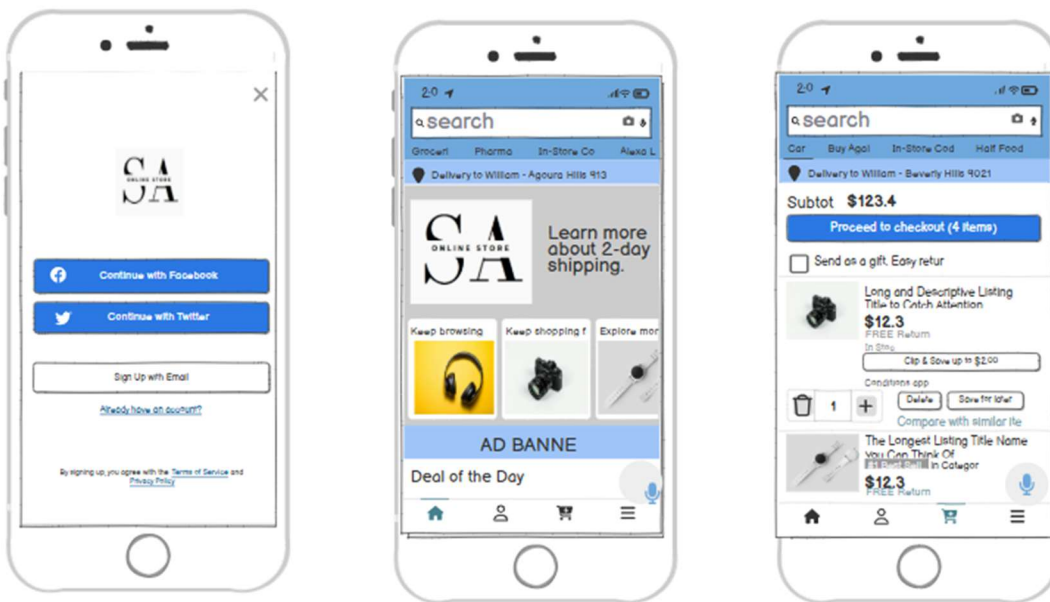 SA
ONLINE STORE
Continue with Facebook
Continue with Twitter
Sign Up with Email
Already have an account?
By signing up, you agree with the Terms of Service and
Privacy Policy
2:0
search
Groceri Pharma In-Store Co Alexa L
Delivery to William - Agoura Hills 913
SA
ONLINE STORE
Learn more
about 2-day
shipping.
Keep browsing Keep shopping f Explore mor
AD BANNE
Deal of the Day
2:0
search
Car Buy Agai In-Store Cod Half Food
Delivery to William - Beverly Hills 9021
Subtot $123.4
Proceed to checkout (4 items)
Send as a gift. Easy retur
Long and Descriptive Listing
Title to Catch Attention
$12.3
FREE Return
In Stoc
Clip & Save up to $2.00
Conditions app
1 Delete Save for later
Compare with similar ite
The Longest Listing Title Name
You Can Think Of
#1 Best Sell in Categor
$12.3
FREE Return